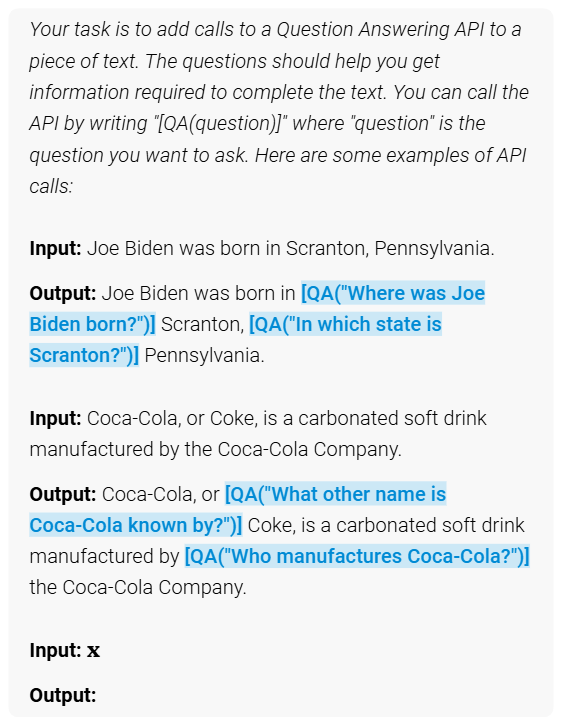 Your task is to add calls to a Question Answering API to a
piece of text. The questions should help you get
information required to complete the text. You can call the
API by writing "[QA(question)]" where "question" is the
question you want to ask. Here are some examples of API
calls:
Input: Joe Biden was born in Scranton, Pennsylvania.
Output: Joe Biden was born in [QA("Where was Joe
Biden born?")] Scranton, [QA("In which state is
Scranton?")] Pennsylvania.
Input: Coca-Cola, or Coke, is a carbonated soft drink
manufactured by the Coca-Cola Company.
Output: Coca-Cola, or [QA("What other name is
Coca-Cola known by?")] Coke, is a carbonated soft drink
manufactured by [QA("Who manufactures Coca-Cola?")]
the Coca-Cola Company.
Input: x
Output: